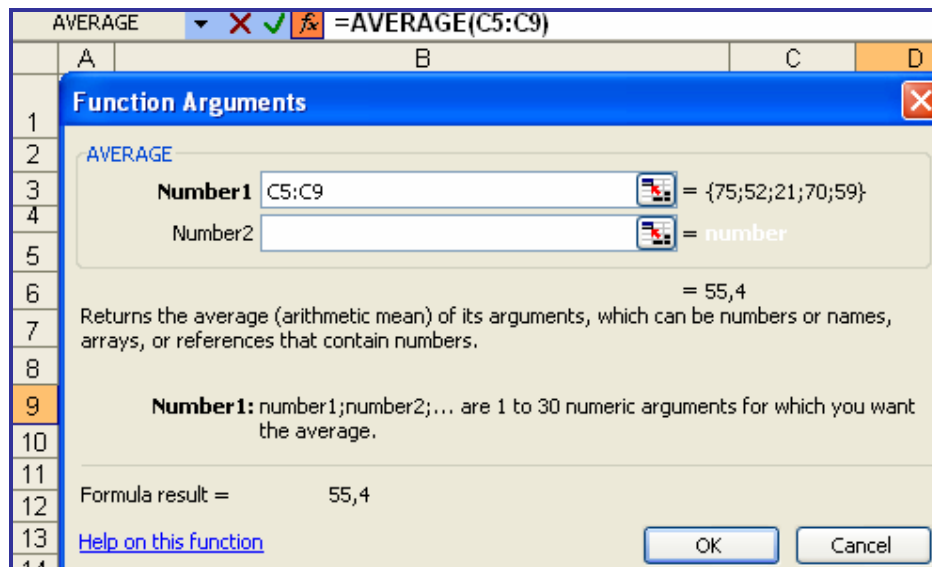 AVERAGE =AVERAGE(C5:C9)
A B C D
Function Arguments
1
2 AVERAGE
3 Number1 C5:C9 = {75;52;21;70;59}
4
Number2 = number
5
6 = 55,4
Returns the average (arithmetic mean) of its arguments, which can be numbers or names,
7
arrays, or references that contain numbers.
8
9 Number1: number1;number2;... are 1 to 30 numeric arguments for which you want
10 the average.
11
Formula result = 55,4
12
13 Help on this function OK Cancel
14